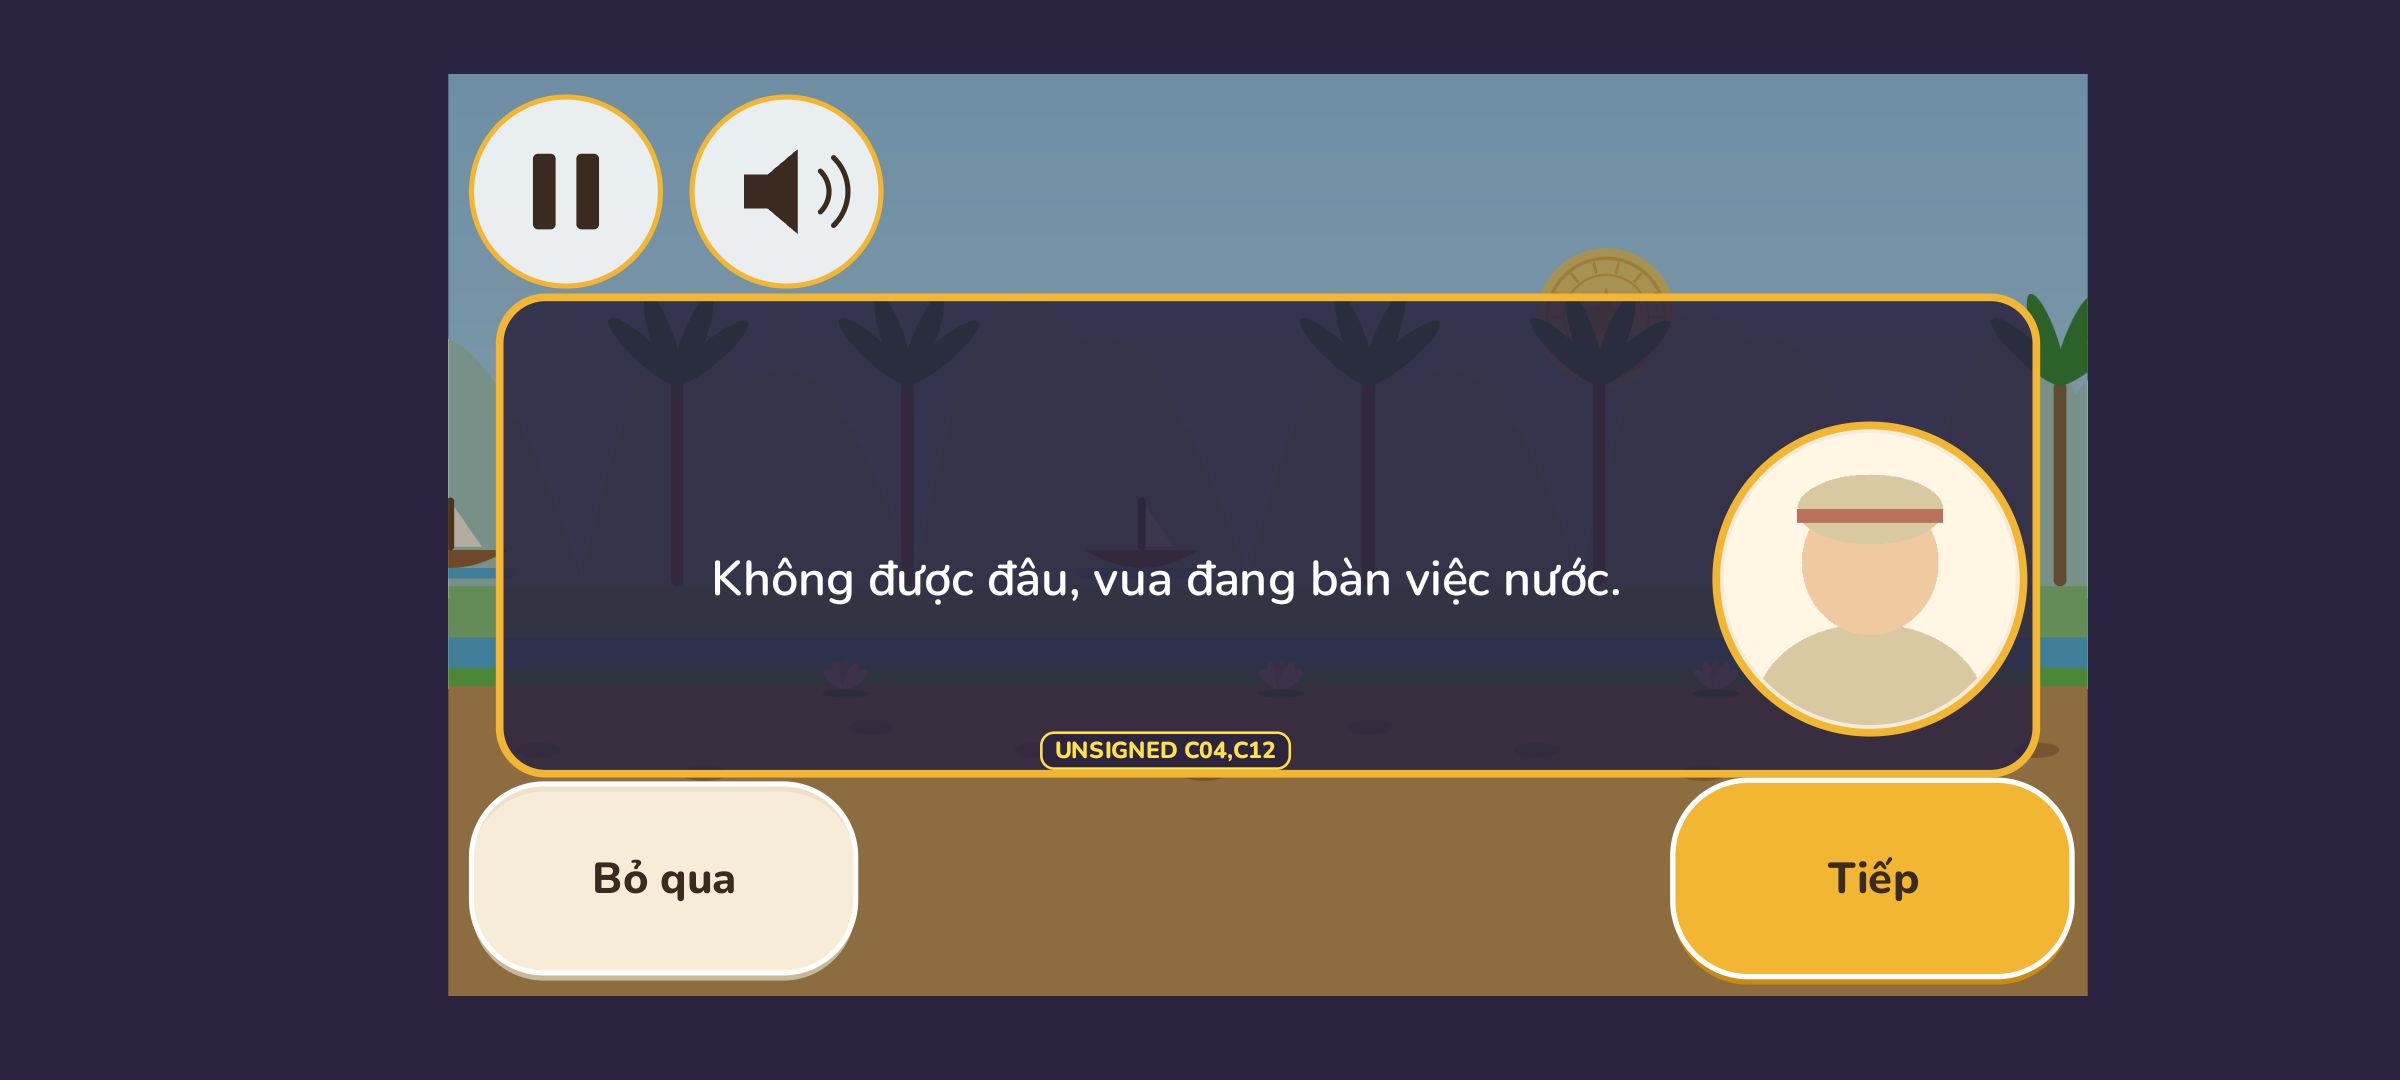 Không được đâu, vua đang bàn việc nước.
UNSIGNED C04,C12
Bỏ qua
Tiếp